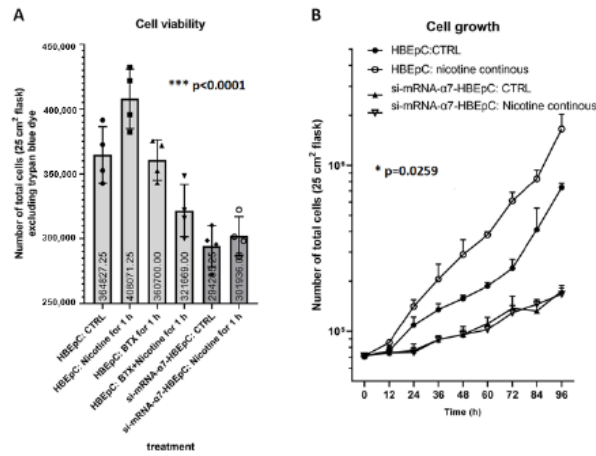 A
Cell viability
Number of total cells (25 cm² flask)
excluding trypan blue dye
450,000
400,000
350,000
300,000
250,000
*** p<0.0001
364827.25
408071.25
360700.00
321669.00
301936.00
HBEpC: CTRL
HBEpC: Nicotine for 1 h
HBEpC: BTX for 1 h
HBEpC: BTX+Nicotine for 1 h
si-mRNA-α7-HBEpC: CTRL
si-mRNA-α7-HBEpC: Nicotine for 1 h
treatment
B
Cell growth
HBEpC:CTRL
HBEpC: nicotine continous
si-mRNA-α7-HBEpC: CTRL
si-mRNA-α7-HBEpC: Nicotine continous
* p=0.0259
Number of total cells (25 cm² flask)
10⁵
0 12 24 36 48 60 72 84 96
Time (h)